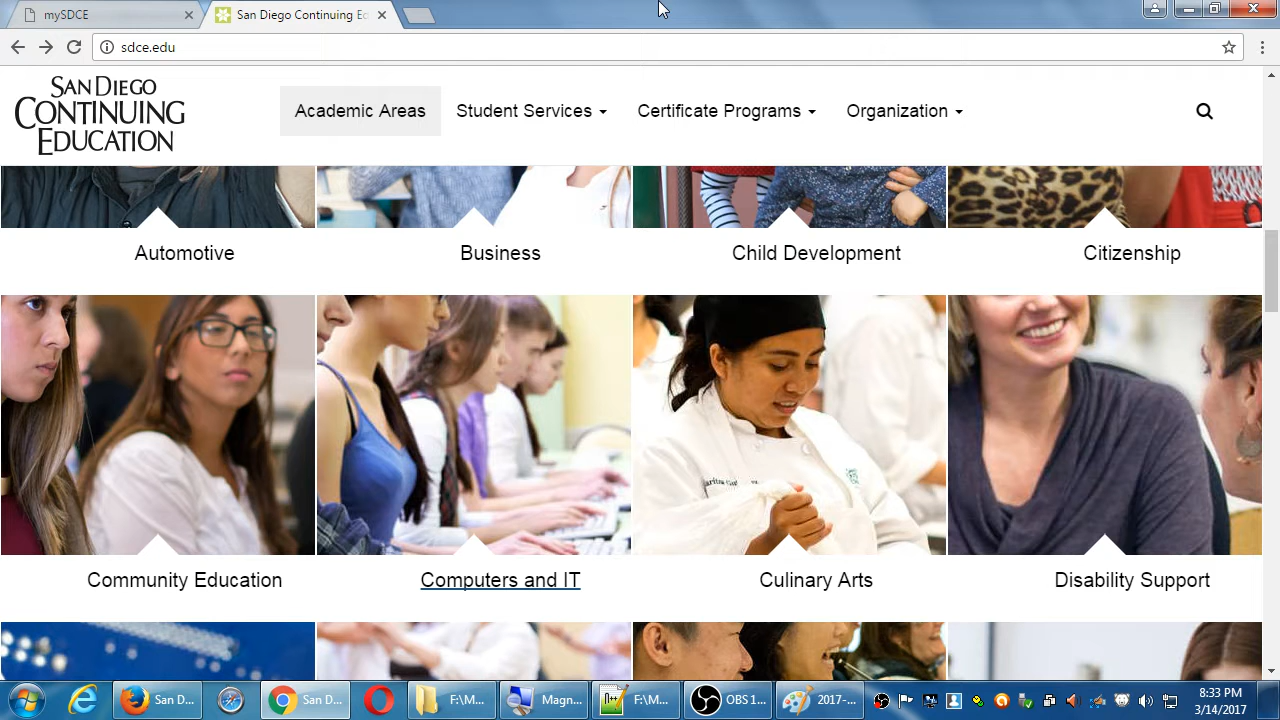 mySDCE
San Diego Continuing Ec
sdce.edu
SAN DIEGO
CONTINUING
EDUCATION
Academic Areas
Student Services
Certificate Programs
Organization
Automotive
Business
Child Development
Citizenship
Community Education
Computers and IT
Culinary Arts
Disability Support
San D...
San D...
F:\M...
Magn...
F:\M...
OBS 1...
2017-...
8:33 PM
3/14/2017